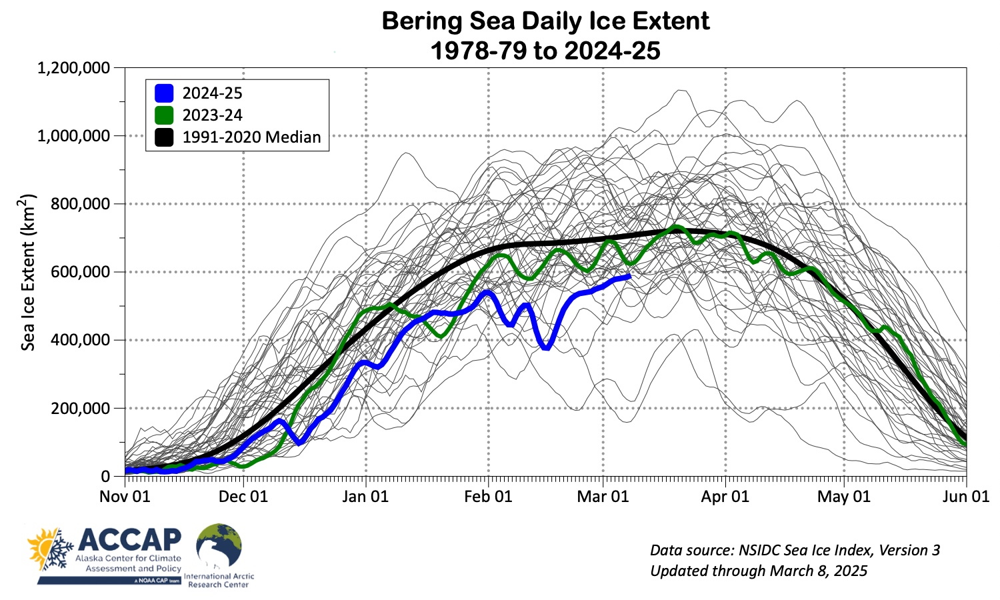 Bering Sea Daily Ice Extent
1978-79 to 2024-25
Sea Ice Extent (km²)
1,200,000
1,000,000
800,000
600,000
400,000
200,000
0
2024-25
2023-24
1991-2020 Median
Nov 01 Dec 01 Jan 01 Feb 01 Mar 01 Apr 01 May 01 Jun 01
ACCAP
Alaska Center for Climate
Assessment and Policy
A NOAA CAP team
International Arctic
Research Center
Data source: NSIDC Sea Ice Index, Version 3
Updated through March 8, 2025